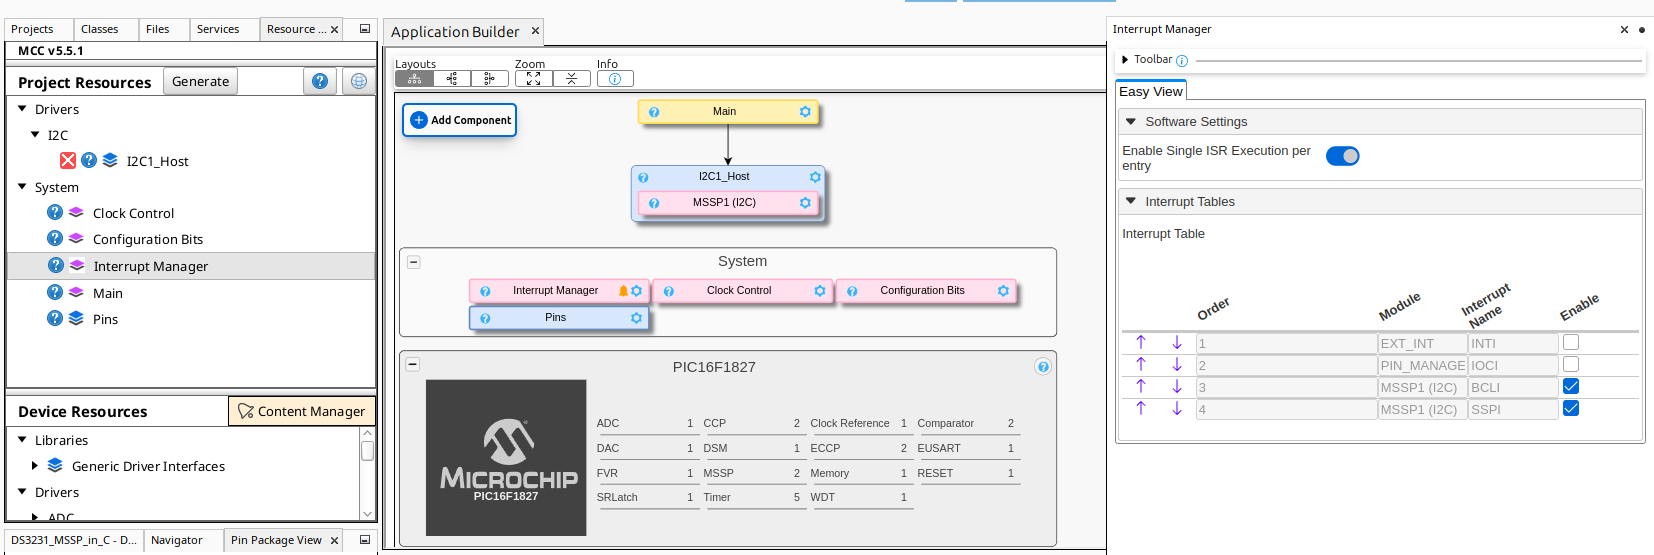 Projects
Classes
Files
Services
Resource ... ×
MCC v5.5.1
Project Resources
Generate
Drivers
I2C
I2C1_Host
System
Clock Control
Configuration Bits
Interrupt Manager
Main
Pins
Device Resources
Content Manager
Libraries
Generic Driver Interfaces
Drivers
ADC
DS3231_MSSP_in_C - D...
Navigator
Pin Package View ×
Application Builder ×
Layouts
Zoom
Info
Add Component
Main
I2C1_Host
MSSP1 (I2C)
System
Interrupt Manager
Clock Control
Configuration Bits
Pins
PIC16F1827
MICROCHIP
PIC16F1827
ADC 1 CCP 2 Clock Reference 1 Comparator 2
DAC 1 DSM 1 ECCP 2 EUSART 1
FVR 1 MSSP 2 Memory 1 RESET 1
SRLatch 1 Timer 5 WDT 1
Interrupt Manager
Toolbar
Easy View
Software Settings
Enable Single ISR Execution per
entry
Interrupt Tables
Interrupt Table
Order
Module
Interrupt
Name
Enable
1 EXT_INT INTI
2 PIN_MANAGE IOCI
3 MSSP1 (I2C) BCLI
4 MSSP1 (I2C) SSPI